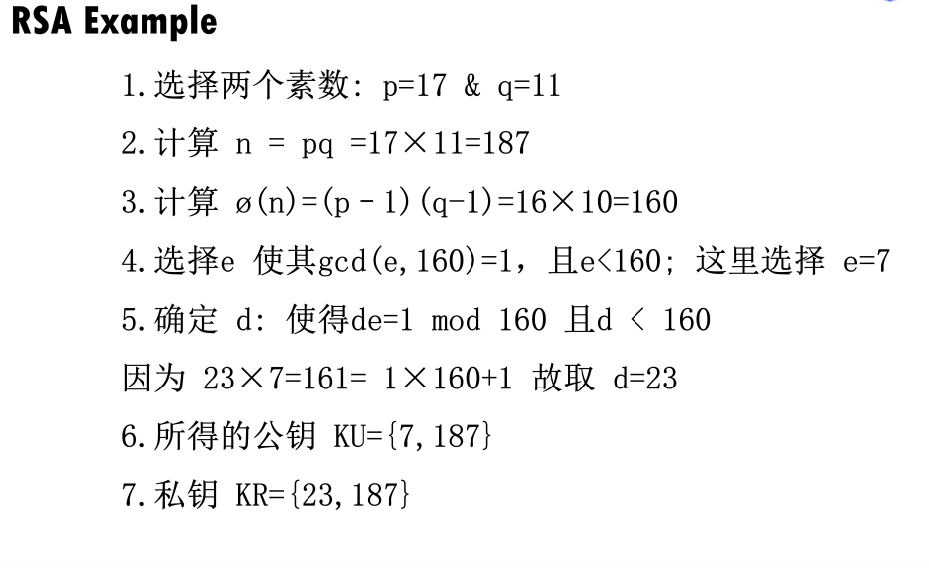 RSA Example
1.选择两个素数: p=17 & q=11
2.计算 n = pq =17×11=187
3.计算 ø(n)=(p–1)(q-1)=16×10=160
4.选择e 使其gcd(e,160)=1，且e<160; 这里选择 e=7
5.确定 d: 使得de=1 mod 160 且d < 160
因为 23×7=161= 1×160+1 故取 d=23
6.所得的公钥 KU={7,187}
7.私钥 KR={23,187}